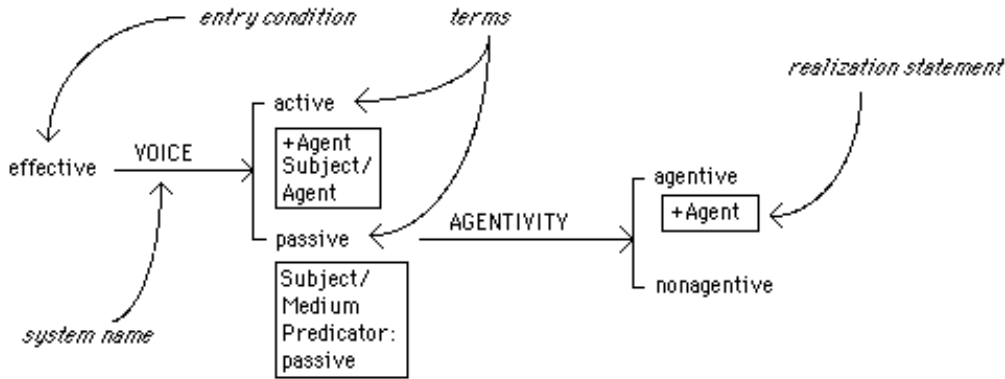 entry condition
terms
realization statement
active
+Agent
Subject/
Agent
VOICE
effective
agentive
+Agent
passive
AGENTIVITY
Subject/
Medium
Predicator:
passive
nonagentive
system name